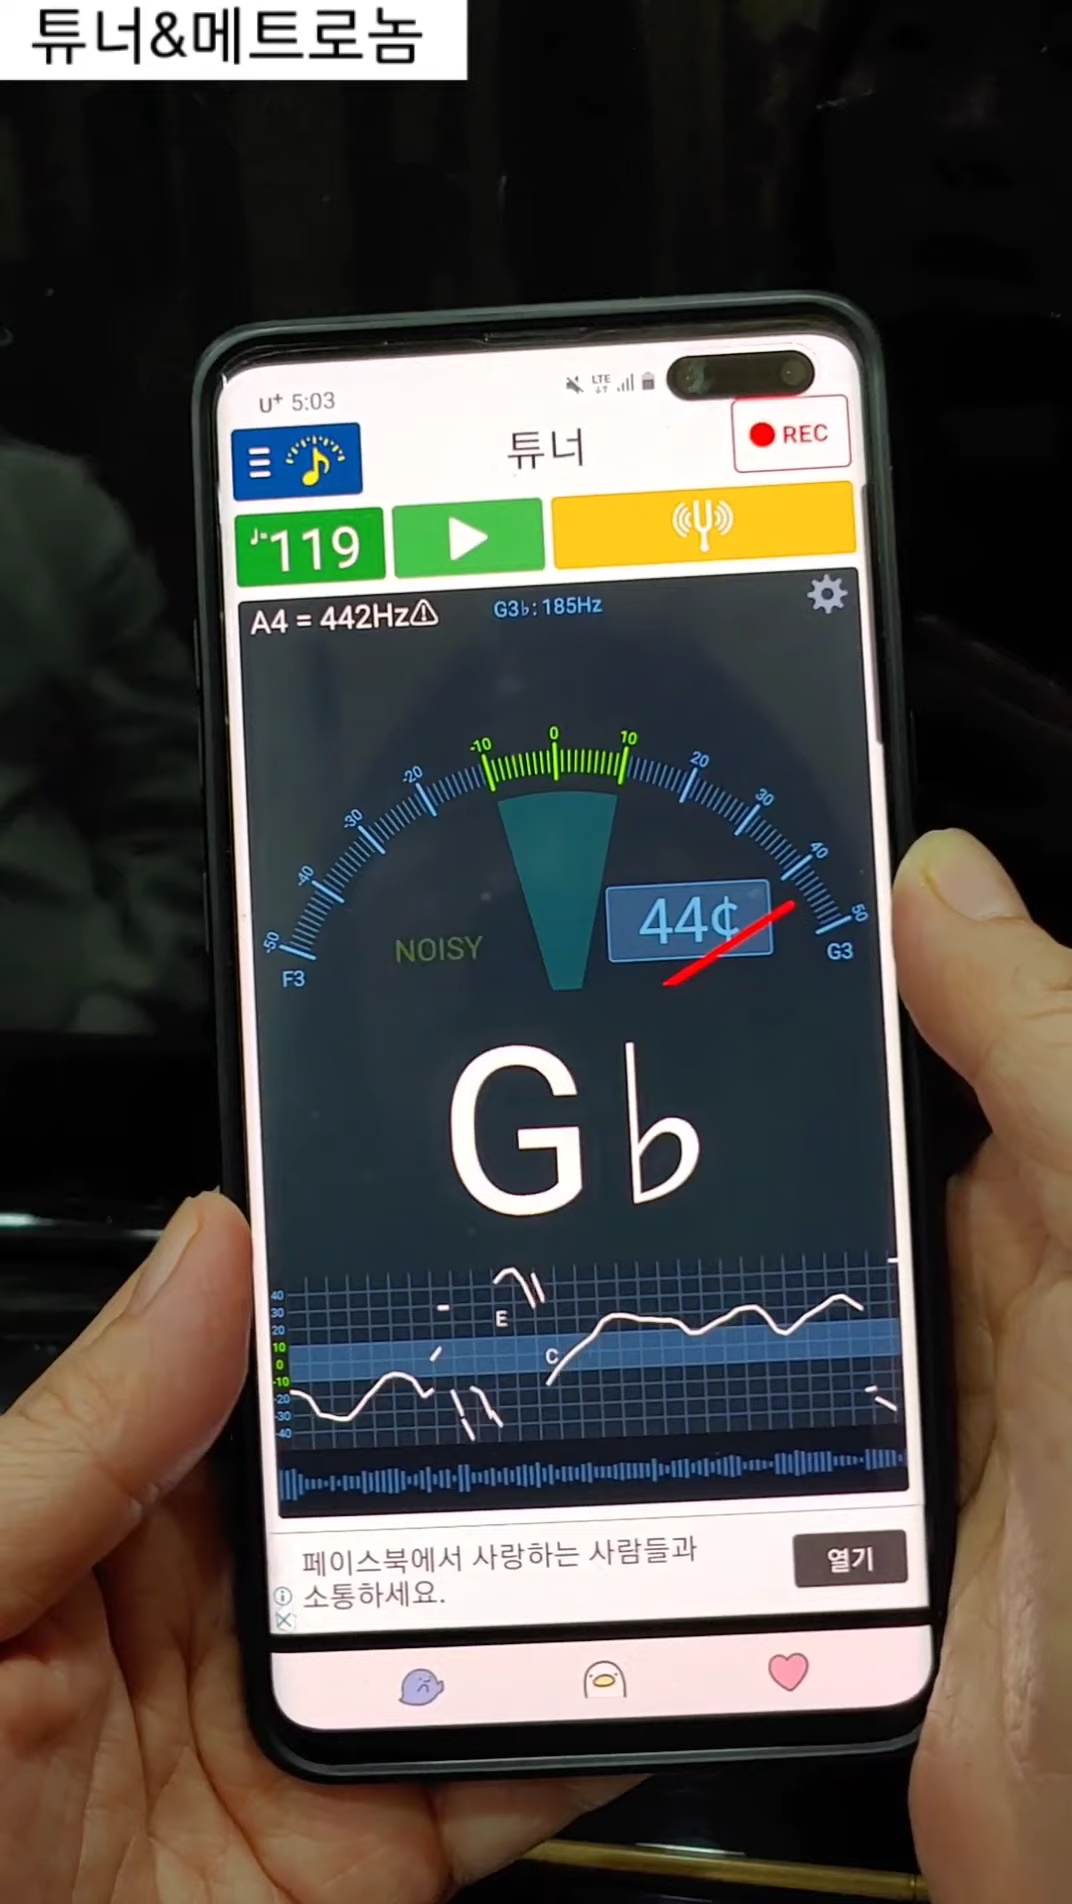 튜너&메트로놈
U+ 5:03
LTE
튜너
REC
♩=119
A4 = 442Hz⚠
G3♭: 185Hz
-50 -40 -30 -20 -10 0 10 20 30 40 50
44¢
NOISY
F3
G3
G♭
40
30
20
10
0
-10
-20
-30
-40
E
C
페이스북에서 사랑하는 사람들과
소통하세요.
열기